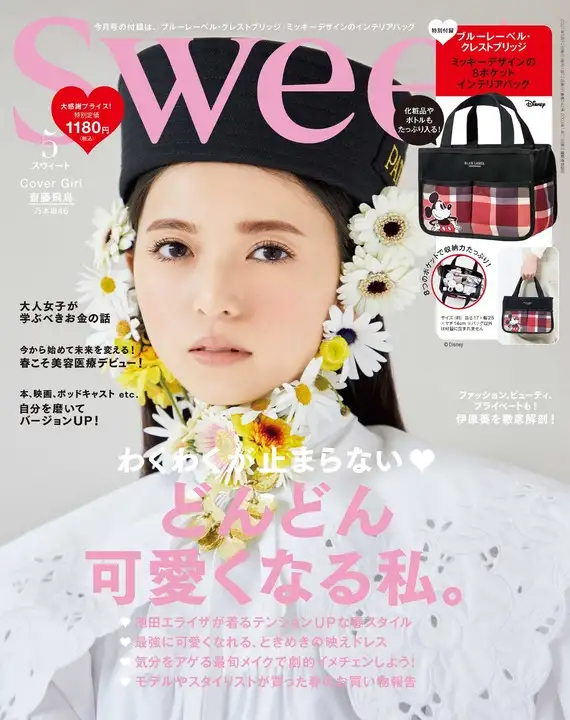 今月号の付録は、ブルーレーベル・クレストブリッジ ミッキーデザインのインテリアバッグ
Swee
大感謝プライス!
特別定価
1180円
(税込)
5
スウィート
Cover Girl
齋藤飛鳥
乃木坂46
特別付録
ブルーレーベル・
クレストブリッジ
ミッキーデザインの
8ポケット
インテリアバッグ
Disney
化粧品や
ボトルも
たっぷり入る!
BLUE LABEL
8つのポケットで収納力たっぷり!
©Disney
大人女子が
学ぶべきお金の話
今から始めて未来を変える!
春こそ美容医療デビュー!
本、映画、ポッドキャスト etc.
自分を磨いて
バージョンUP!
ファッション、ビューティ、
プライベートも!
伊原葵を徹底解剖!
わくわくが止まらない♥
どんどん
可愛くなる私。
♥ 池田エライザが着るテンションUPな春スタイル
♥ 最強に可愛くなれる、ときめきの映えドレス
♥ 気分をアゲる最旬メイクで劇的イメチェンしよう!
♥ モデルやスタイリストが買った春のお買い物報告